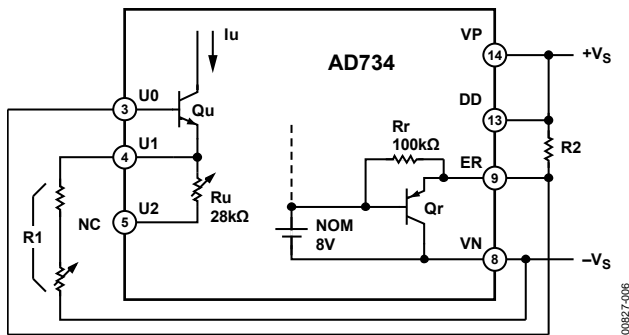 Iu
AD734
VP
14
+VS
U0
3
Qu
DD
13
U1
4
Rr
100kΩ
ER
9
R2
Ru
28kΩ
U2
5
NC
R1
Qr
NOM
8V
VN
8
–VS
00827-006